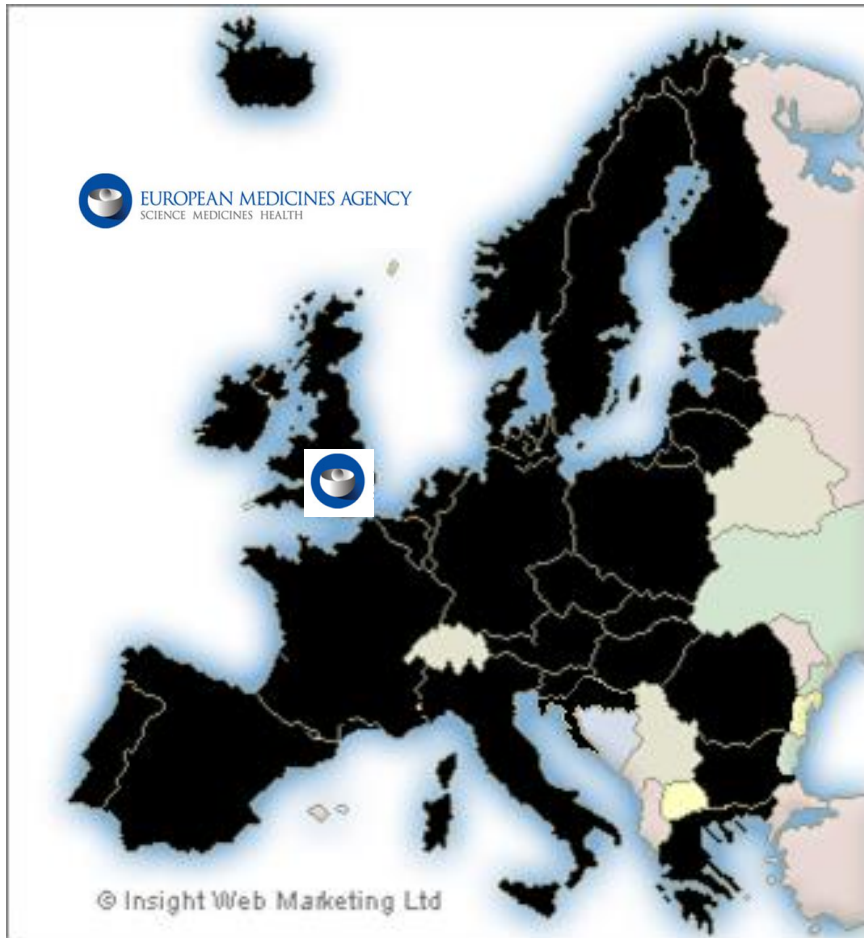 EUROPEAN MEDICINES AGENCY
SCIENCE MEDICINES HEALTH
© Insight Web Marketing Ltd